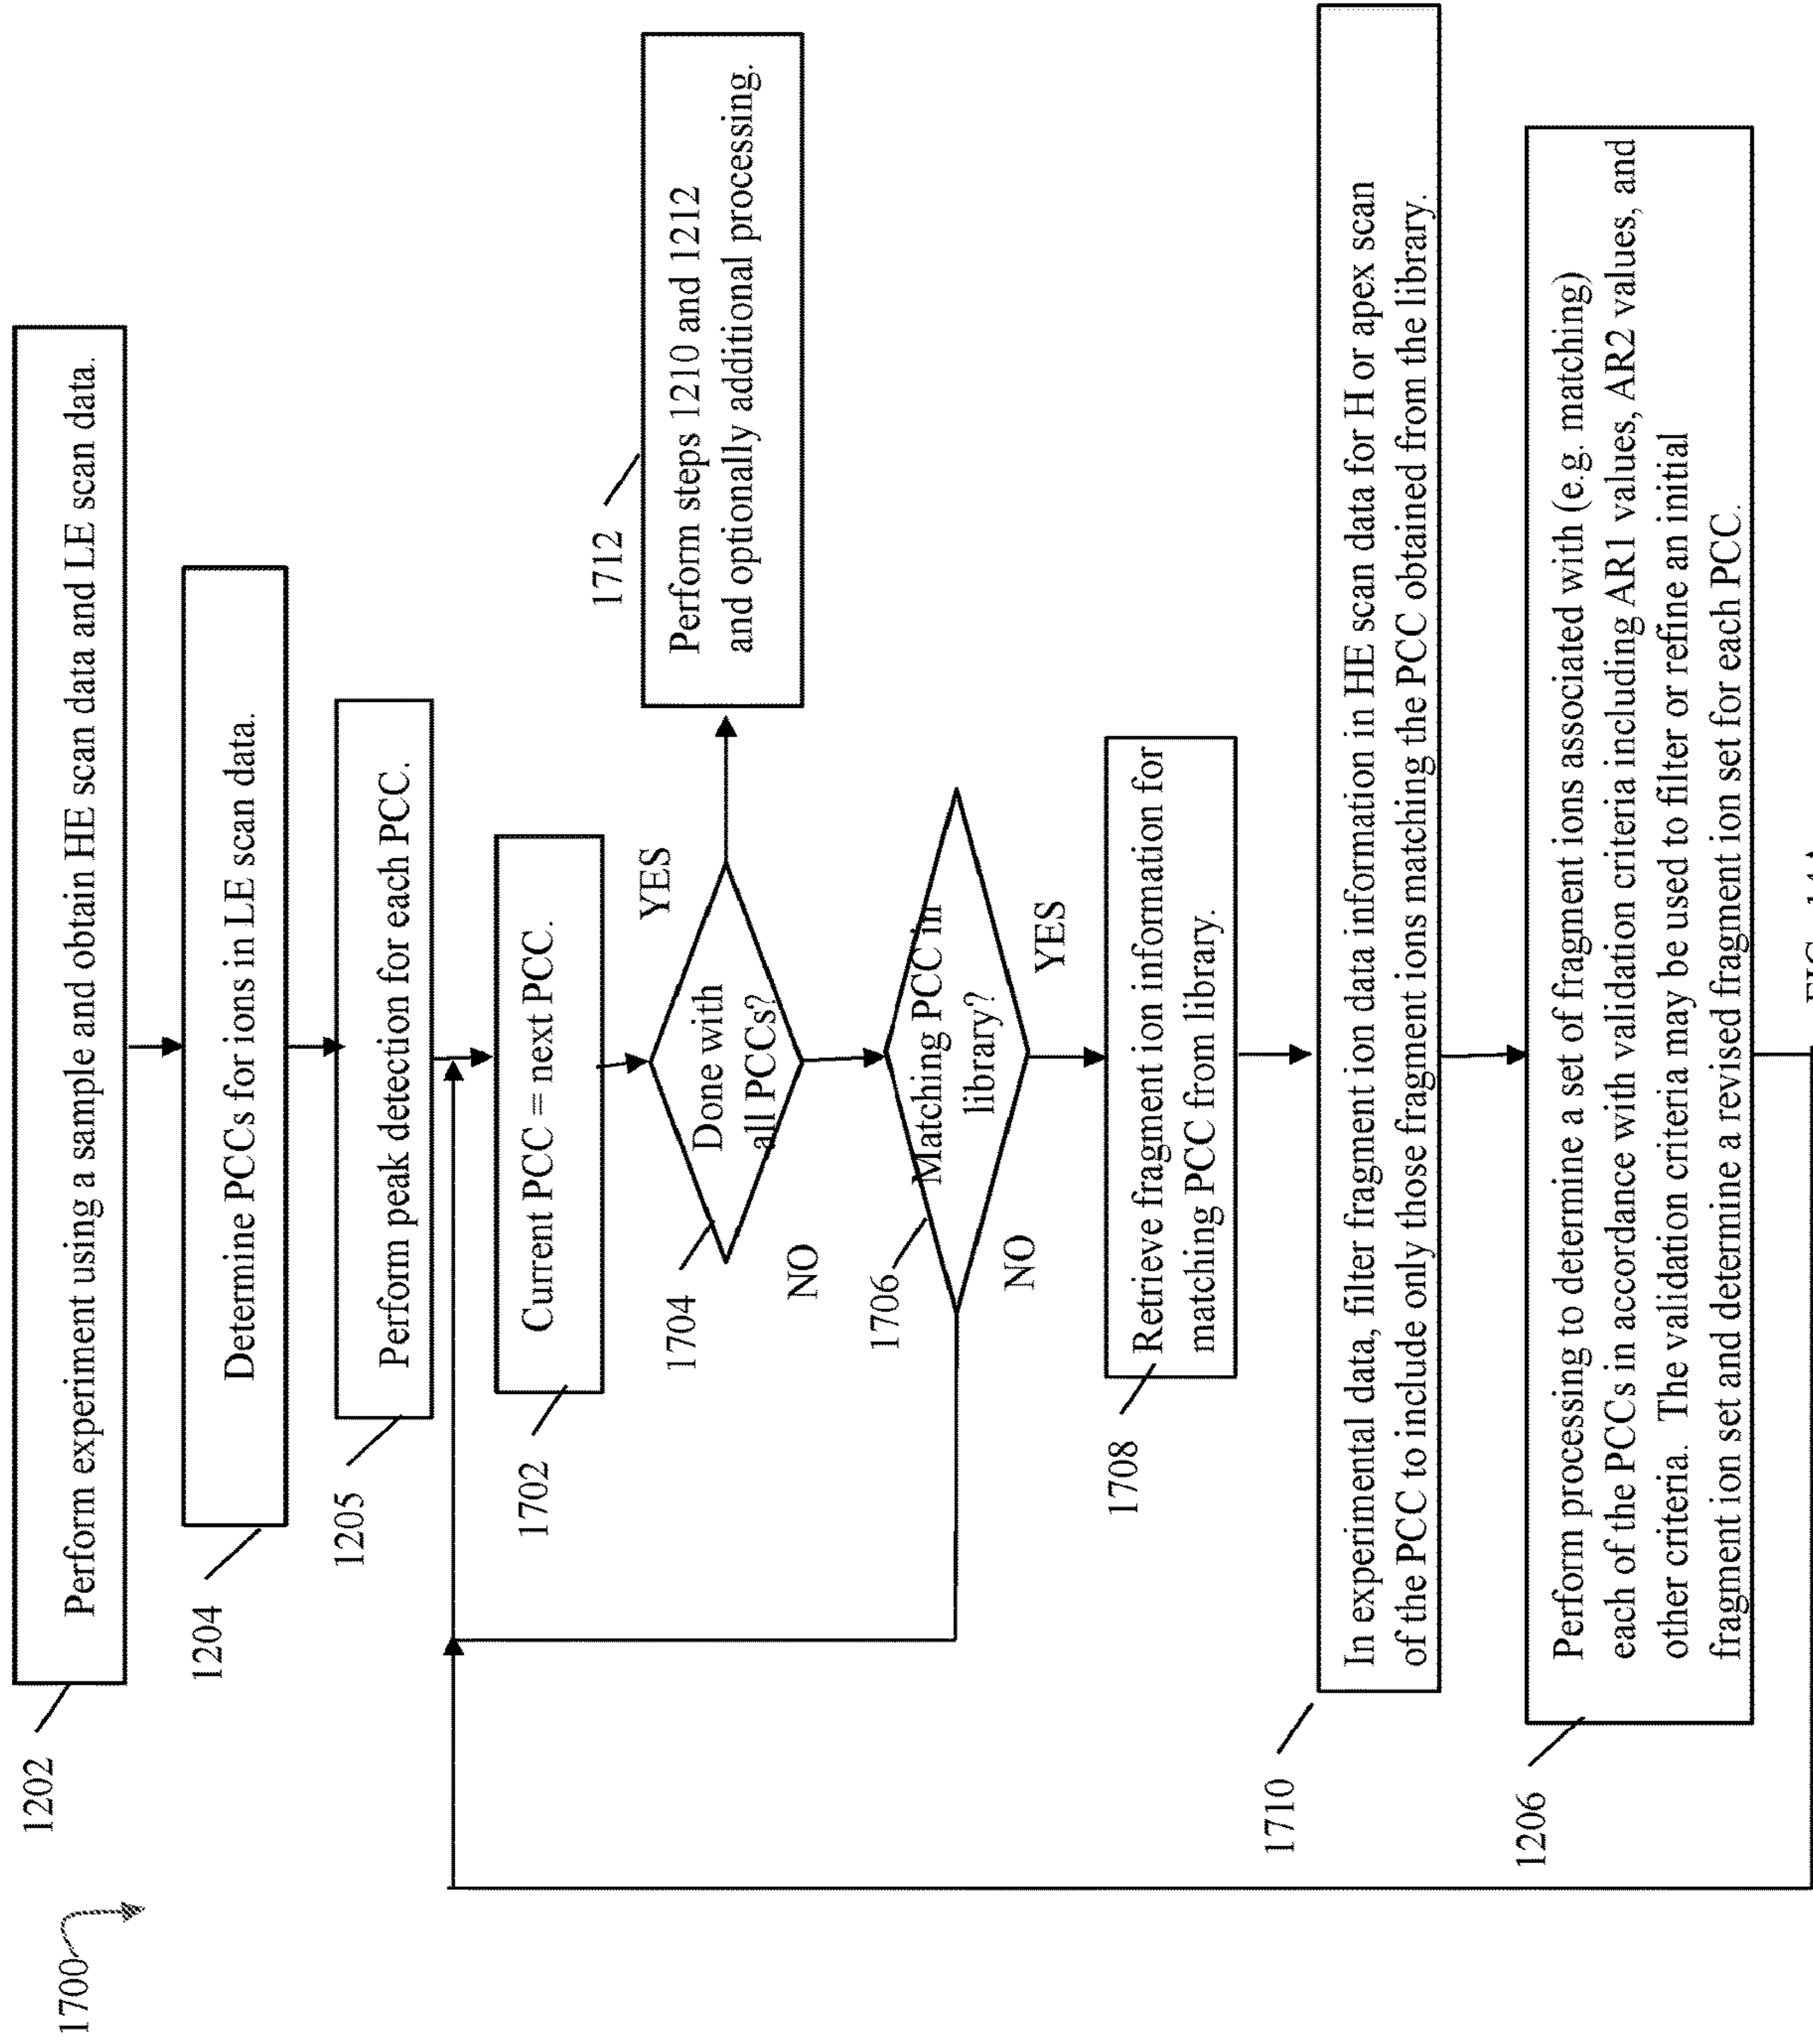 1700
1202
Perform experiment using a sample and obtain HE scan data and LE scan data.
1204
Determine PCCs for ions in LE scan data.
1205
Perform peak detection for each PCC.
1702
Current PCC = next PCC.
1704
Done with
all PCCs?
YES
NO
1712
Perform steps 1210 and 1212
and optionally additional processing.
1706
Matching PCC in
library?
NO
YES
1708
Retrieve fragment ion information for
matching PCC from library.
1710
In experimental data, filter fragment ion data information in HE scan data for H or apex scan
of the PCC to include only those fragment ions matching the PCC obtained from the library.
1206
Perform processing to determine a set of fragment ions associated with (e.g. matching)
each of the PCCs in accordance with validation criteria including AR1 values, AR2 values, and
other criteria. The validation criteria may be used to filter or refine an initial
fragment ion set and determine a revised fragment ion set for each PCC.